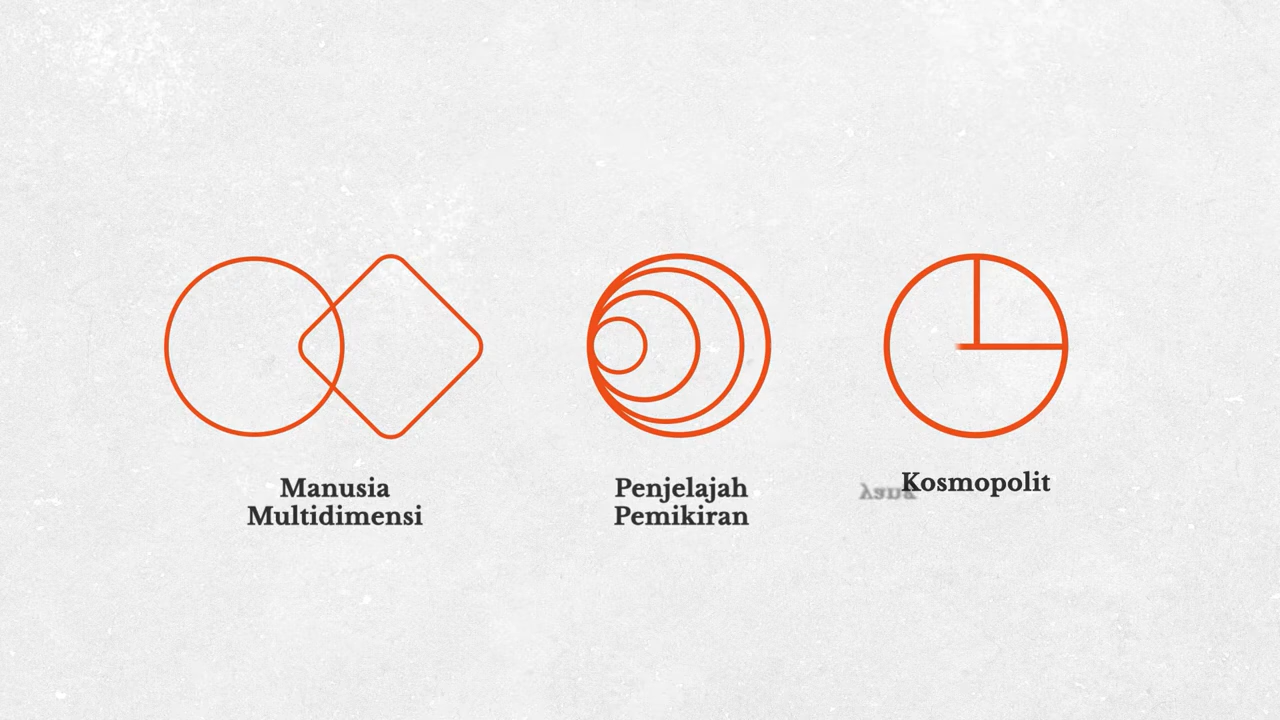 Manusia
Multidimensi
Penjelajah
Pemikiran
Kosmopolit